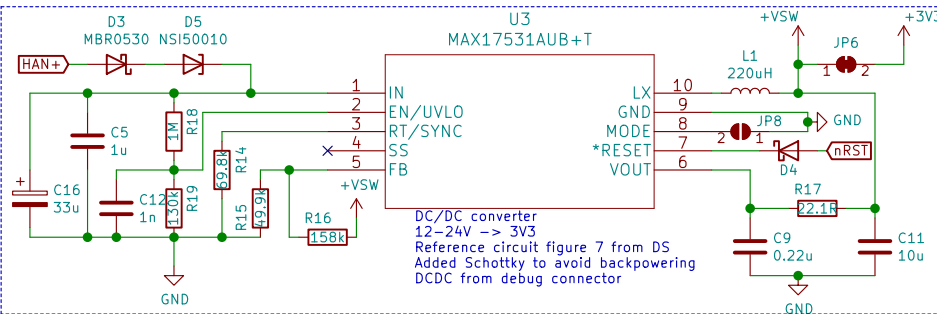 U3
MAX17531AUB+T
D3
MBR0530
D5
NSI50010
HAN+
+VSW
+3V3
JP6
1 2
L1
220uH
1 IN
2 EN/UVLO
3 RT/SYNC
4 SS
5 FB
LX 10
GND 9
MODE 8
*RESET 7
VOUT 6
JP8
2 1
GND
nRST
D4
C5
1u
R18
1M
R14
69.8k
C16
33u
+
C12
1n
R19
130k
R15
49.9k
R16
158k
+VSW
GND
R17
22.1R
C9
0.22u
C11
10u
GND
DC/DC converter
12-24V -> 3V3
Reference circuit figure 7 from DS
Added Schottky to avoid backpowering
DCDC from debug connector